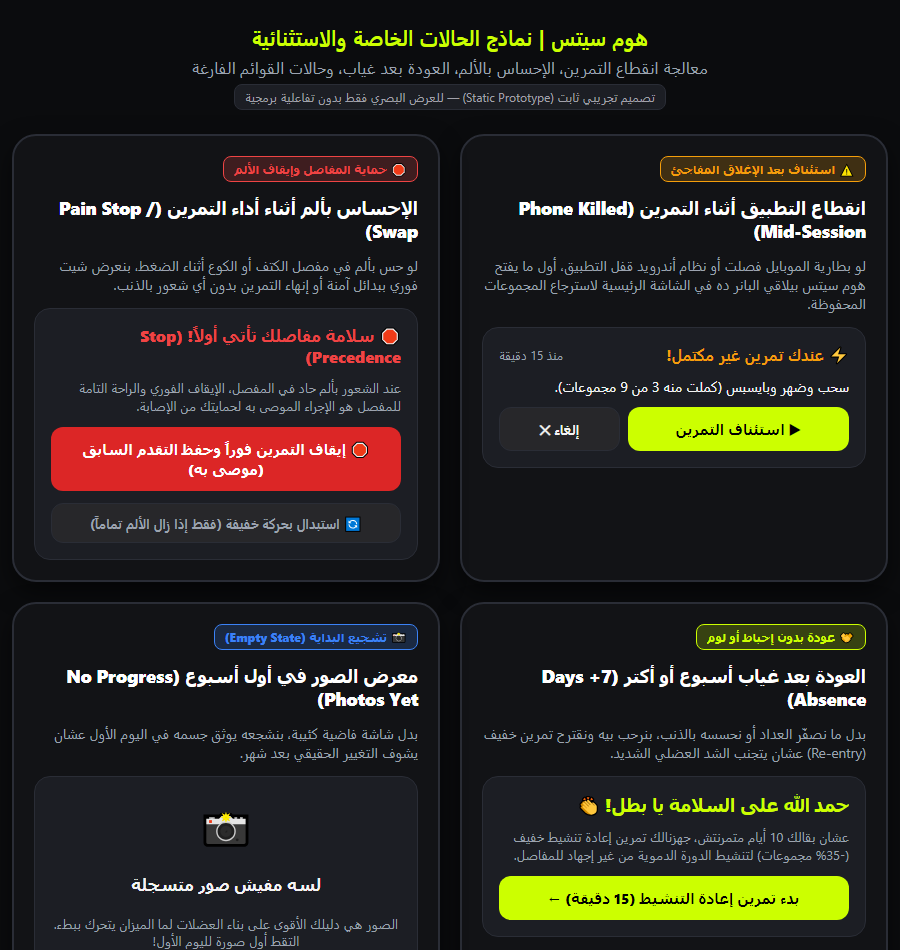 هوم سيتس | نماذج الحالات الخاصة والاستثنائية
معالجة انقطاع التمرين، الإحساس بالألم، العودة بعد غياب، وحالات القوائم الفارغة
تصميم تجريبي ثابت (Static Prototype) — للعرض البصري فقط بدون تفاعلية برمجية
⚠️ استئناف بعد الإغلاق المفاجئ
انقطاع التطبيق أثناء التمرين (Phone Killed
Mid-Session)
لو بطارية الموبايل فصلت أو نظام أندرويد قفل التطبيق، أول ما يفتح
هوم سيتس بيلاقي البانر ده في الشاشة الرئيسية لاسترجاع المجموعات
المحفوظة.
⚡ عندك تمرين غير مكتمل!
منذ 15 دقيقة
سحب وضهر وبايسبس (كملت منه 3 من 9 مجموعات).
▶ استئناف التمرين
إلغاء ✕
🛑 حماية المفاصل وإيقاف الألم
الإحساس بألم أثناء أداء التمرين (Pain Stop /
Swap)
لو حس بألم في مفصل الكتف أو الكوع أثناء الضغط، بنعرض شيت
فوري ببدائل آمنة أو إنهاء التمرين بدون أي شعور بالذنب.
🛑 سلامة مفاصلك تأتي أولاً! (Stop
Precedence)
عند الشعور بألم حاد في المفصل، الإيقاف الفوري والراحة التامة
للمفصل هو الإجراء الموصى به لحمايتك من الإصابة.
🛑 إيقاف التمرين فوراً وحفظ التقدم السابق
(موصى به)
🔄 استبدال بحركة خفيفة (فقط إذا زال الألم تماماً)
👏 عودة بدون إحباط أو لوم
العودة بعد غياب أسبوع أو أكتر (7+ Days
Absence)
بدل ما نصفّر العداد أو نحسسه بالذنب، بنرحب بيه ونقترح تمرين خفيف
(Re-entry) عشان يتجنب الشد العضلي الشديد.
حمد الله على السلامة يا بطل! 👏
عشان بقالك 10 أيام متمرنتش، جهزنالك تمرين إعادة تنشيط خفيف
(-35% مجموعات) لتنشيط الدورة الدموية من غير إجهاد للمفاصل.
بدء تمرين إعادة التنشيط (15 دقيقة) ←
📸 تشجيع البداية (Empty State)
معرض الصور في أول أسبوع (No Progress
Photos Yet)
بدل شاشة فاضية كئيبة، بنشجعه يوثق جسمه في اليوم الأول عشان
يشوف التغيير الحقيقي بعد شهر.
لسه مفيش صور متسجلة
الصور هي دليلك الأقوى على بناء العضلات لما الميزان يتحرك ببطء.
التقط أول صورة لليوم الأول!